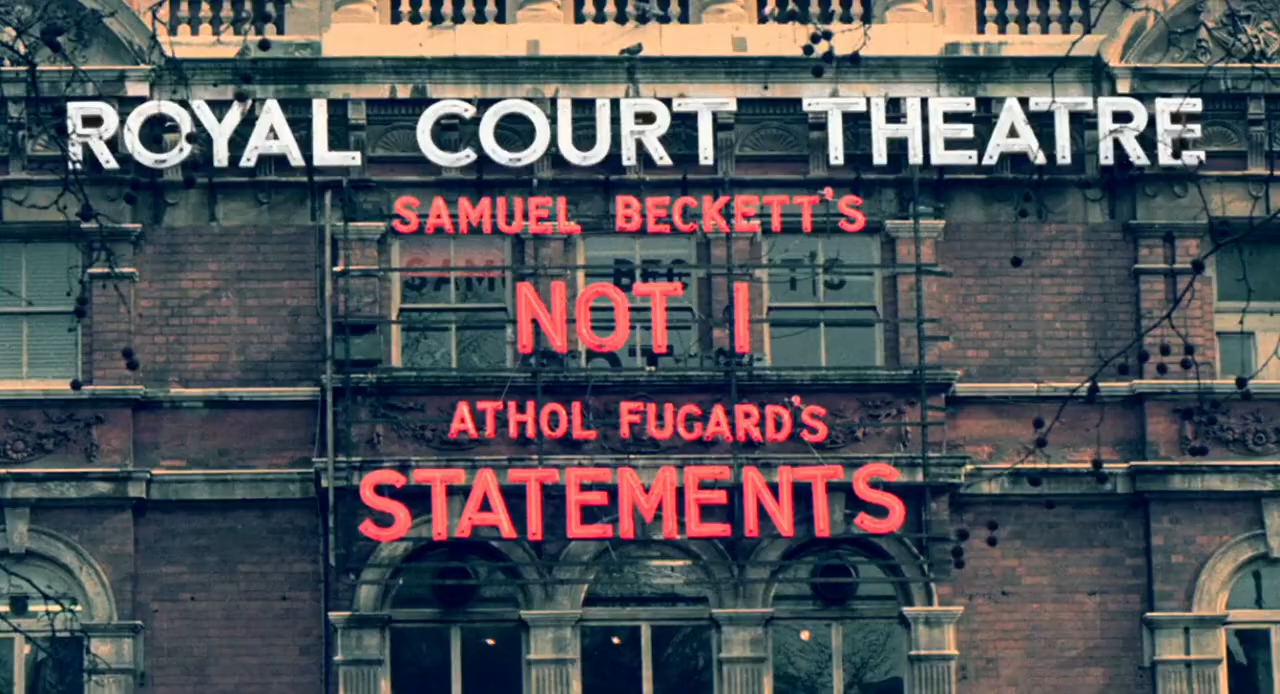 ROYAL COURT THEATRE
SAMUEL BECKETT'S
NOT I
ATHOL FUGARD'S
STATEMENTS